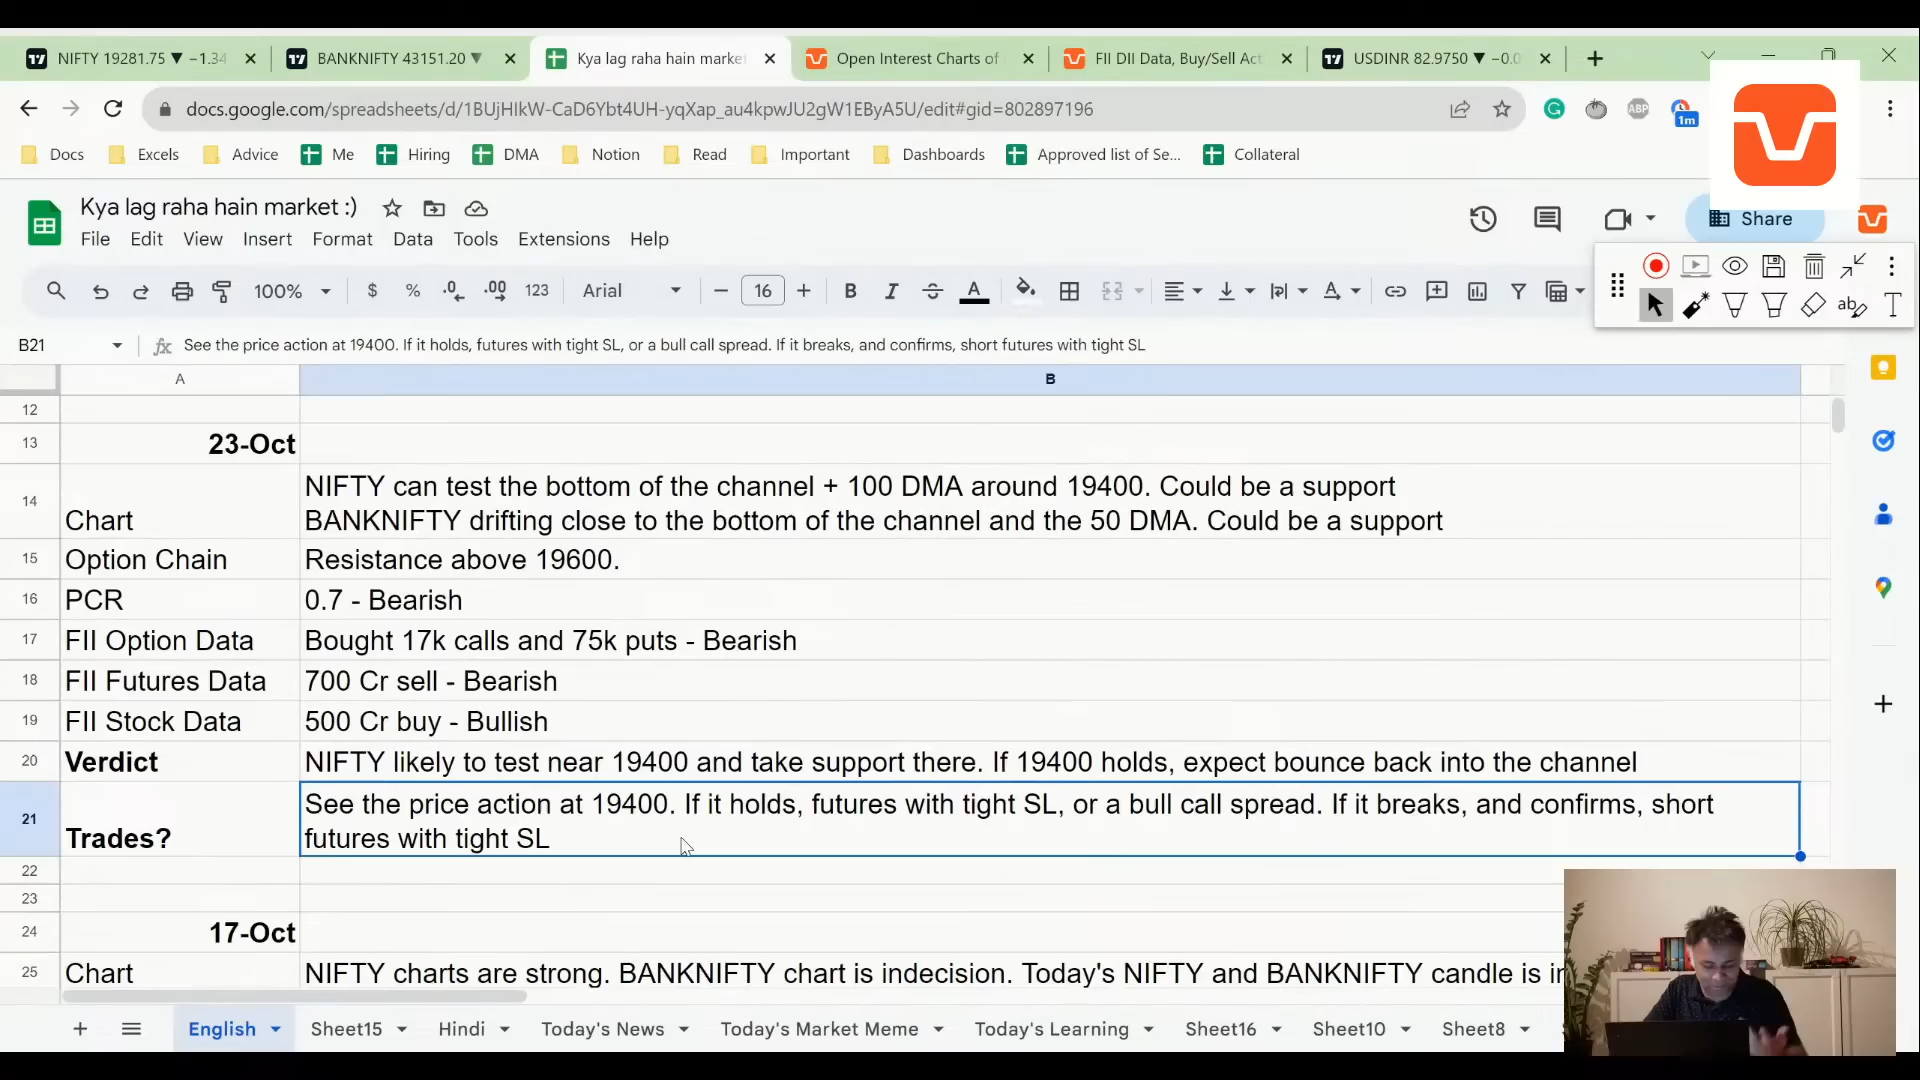 NIFTY 19281.75 ▼ −1.34
BANKNIFTY 43151.20 ▼
Kya lag raha hain market
Open Interest Charts of
FII DII Data, Buy/Sell Act
USDINR 82.9750 ▼ −0.0
docs.google.com/spreadsheets/d/1BUjHIkW-CaD6Ybt4UH-yqXap_au4kpwJU2gW1EByA5U/edit#gid=802897196
ABP
1m
Docs Excels Advice Me Hiring DMA Notion Read Important Dashboards Approved list of Se... Collateral
Kya lag raha hain market :)
File Edit View Insert Format Data Tools Extensions Help
Share
100% $ % .0 .00 123 Arial 16 B I A
B21
fx See the price action at 19400. If it holds, futures with tight SL, or a bull call spread. If it breaks, and confirms, short futures with tight SL
A B
12
13 23-Oct
14 Chart NIFTY can test the bottom of the channel + 100 DMA around 19400. Could be a support
BANKNIFTY drifting close to the bottom of the channel and the 50 DMA. Could be a support
15 Option Chain Resistance above 19600.
16 PCR 0.7 - Bearish
17 FII Option Data Bought 17k calls and 75k puts - Bearish
18 FII Futures Data 700 Cr sell - Bearish
19 FII Stock Data 500 Cr buy - Bullish
20 Verdict NIFTY likely to test near 19400 and take support there. If 19400 holds, expect bounce back into the channel
21 Trades? See the price action at 19400. If it holds, futures with tight SL, or a bull call spread. If it breaks, and confirms, short
futures with tight SL
22
23
24 17-Oct
25 Chart NIFTY charts are strong. BANKNIFTY chart is indecision. Today's NIFTY and BANKNIFTY candle is in
English Sheet15 Hindi Today's News Today's Market Meme Today's Learning Sheet16 Sheet10 Sheet8